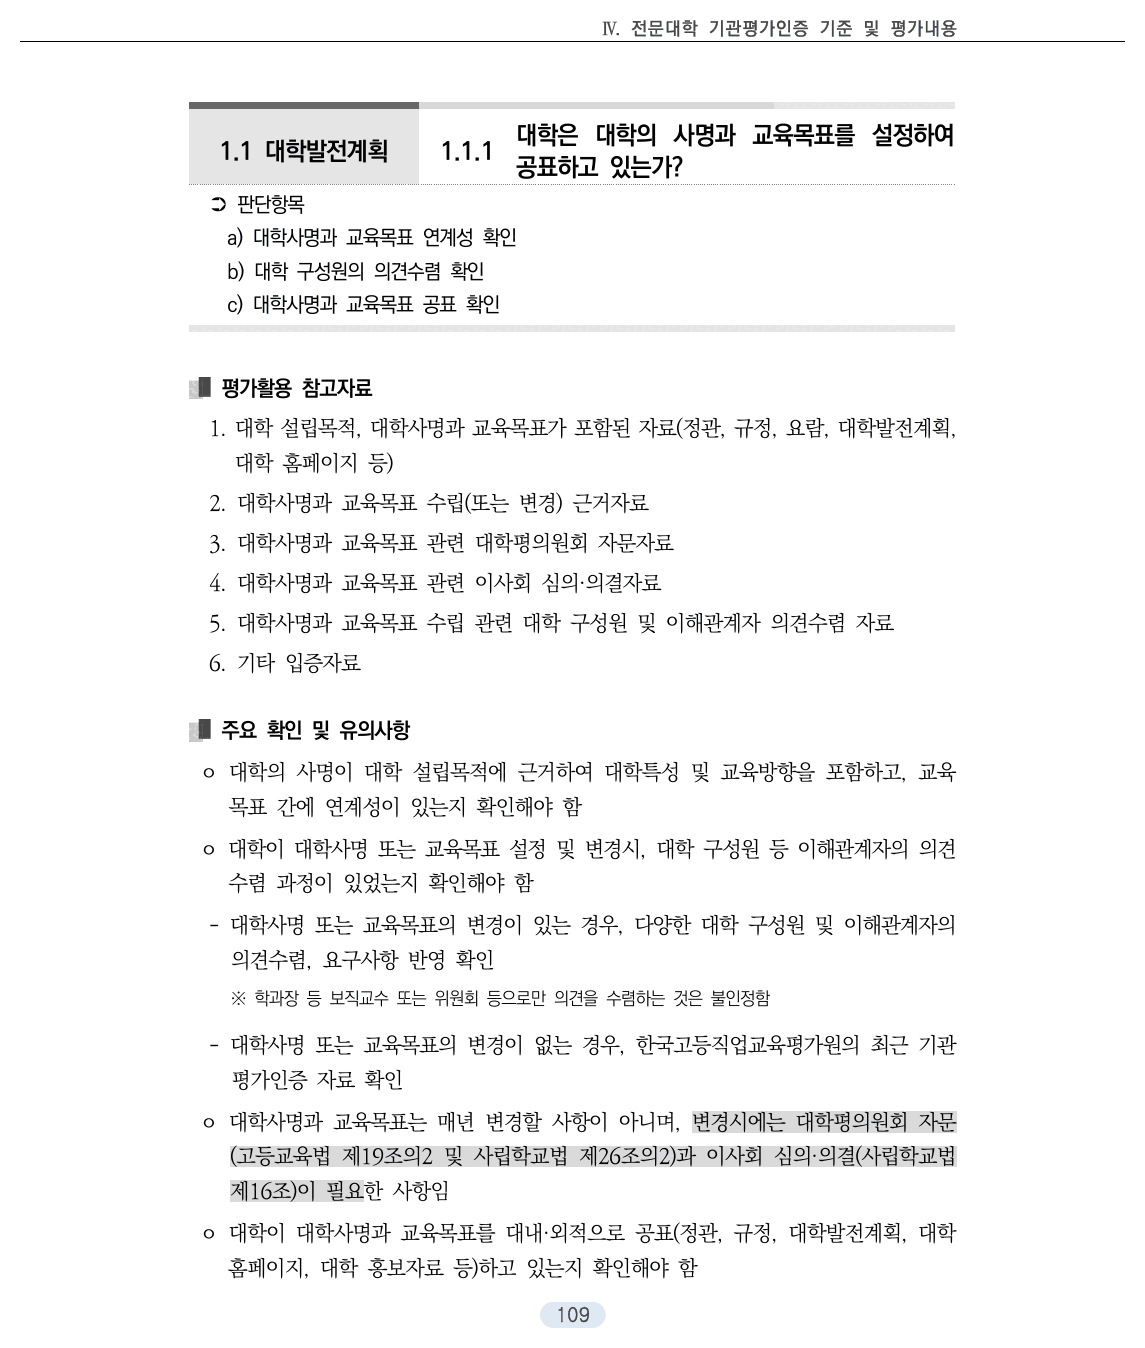 Ⅳ. 전문대학 기관평가인증 기준 및 평가내용
1.1 대학발전계획
1.1.1
대학은 대학의 사명과 교육목표를 설정하여
공표하고 있는가?
➲ 판단항목
a) 대학사명과 교육목표 연계성 확인
b) 대학 구성원의 의견수렴 확인
c) 대학사명과 교육목표 공표 확인
평가활용 참고자료
1. 대학 설립목적, 대학사명과 교육목표가 포함된 자료(정관, 규정, 요람, 대학발전계획,
대학 홈페이지 등)
2. 대학사명과 교육목표 수립(또는 변경) 근거자료
3. 대학사명과 교육목표 관련 대학평의원회 자문자료
4. 대학사명과 교육목표 관련 이사회 심의·의결자료
5. 대학사명과 교육목표 수립 관련 대학 구성원 및 이해관계자 의견수렴 자료
6. 기타 입증자료
주요 확인 및 유의사항
ㅇ 대학의 사명이 대학 설립목적에 근거하여 대학특성 및 교육방향을 포함하고, 교육
목표 간에 연계성이 있는지 확인해야 함
ㅇ 대학이 대학사명 또는 교육목표 설정 및 변경시, 대학 구성원 등 이해관계자의 의견
수렴 과정이 있었는지 확인해야 함
- 대학사명 또는 교육목표의 변경이 있는 경우, 다양한 대학 구성원 및 이해관계자의
의견수렴, 요구사항 반영 확인
※ 학과장 등 보직교수 또는 위원회 등으로만 의견을 수렴하는 것은 불인정함
- 대학사명 또는 교육목표의 변경이 없는 경우, 한국고등직업교육평가원의 최근 기관
평가인증 자료 확인
ㅇ 대학사명과 교육목표는 매년 변경할 사항이 아니며, 변경시에는 대학평의원회 자문
(고등교육법 제19조의2 및 사립학교법 제26조의2)과 이사회 심의·의결(사립학교법
제16조)이 필요한 사항임
ㅇ 대학이 대학사명과 교육목표를 대내·외적으로 공표(정관, 규정, 대학발전계획, 대학
홈페이지, 대학 홍보자료 등)하고 있는지 확인해야 함
109